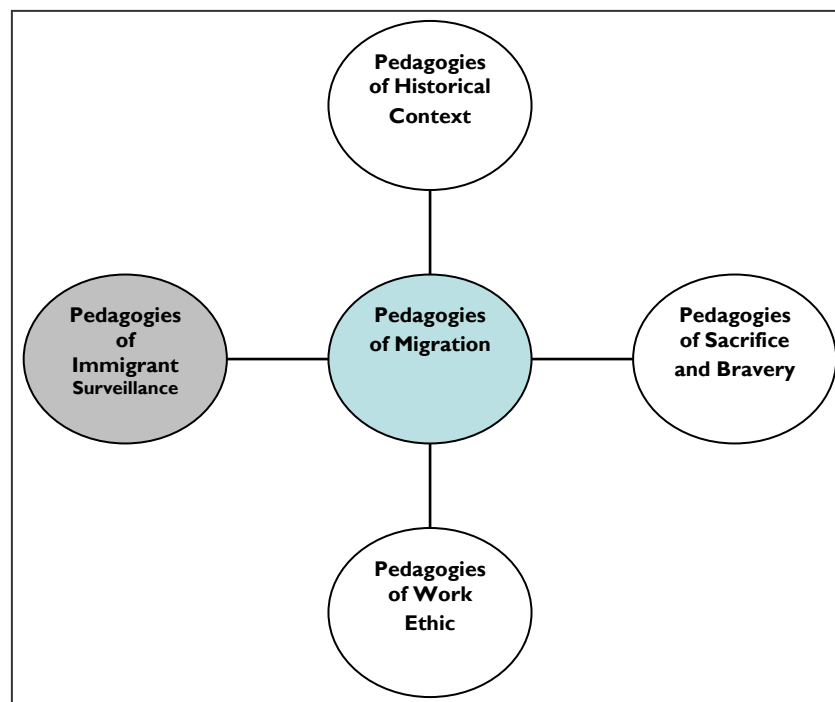 Pedagogies
of Historical
Context
Pedagogies
of
Immigrant
Surveillance
Pedagogies
of Migration
Pedagogies
of Sacrifice
and Bravery
Pedagogies
of Work
Ethic